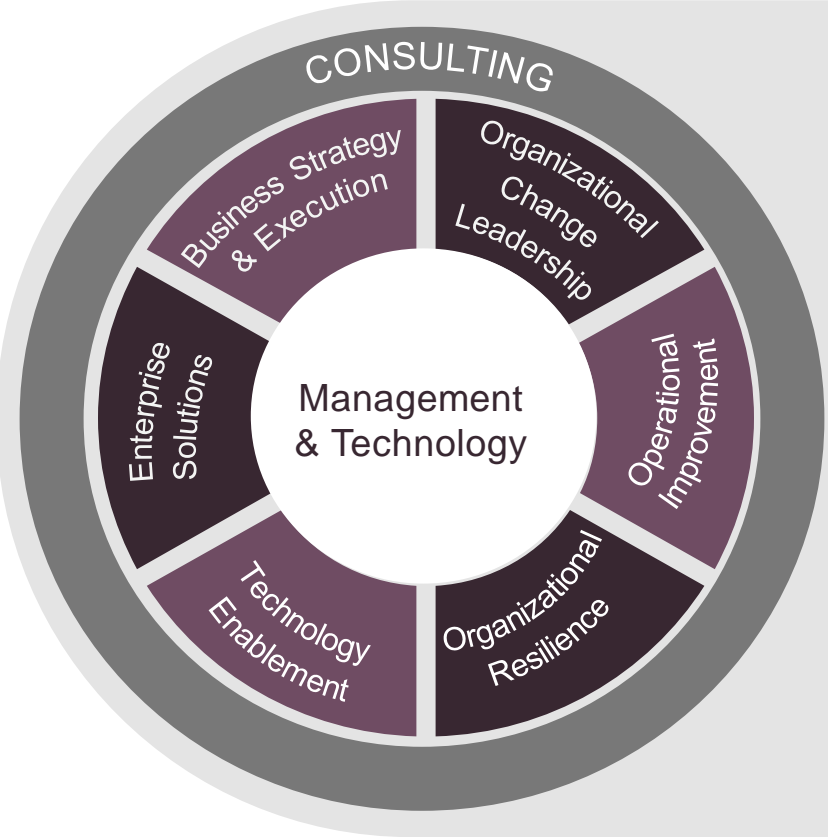 CONSULTING
Business Strategy
& Execution
Organizational
Change
Leadership
Operational
Improvement
Organizational
Resilience
Technology
Enablement
Enterprise
Solutions
Management
& Technology